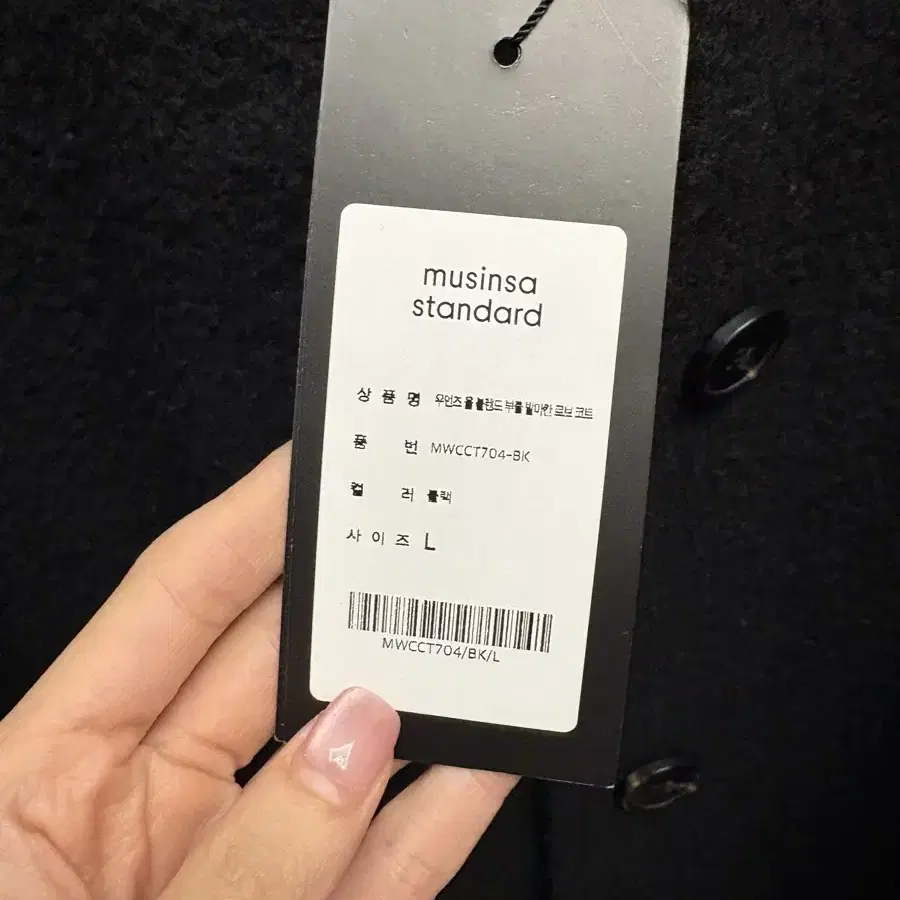 musinsa
standard
상품명 우먼즈 울 블렌드 부클 발마칸 로브 코트
품번 MWCCT704-BK
컬러 블랙
사이즈 L
MWCCT704/BK/L